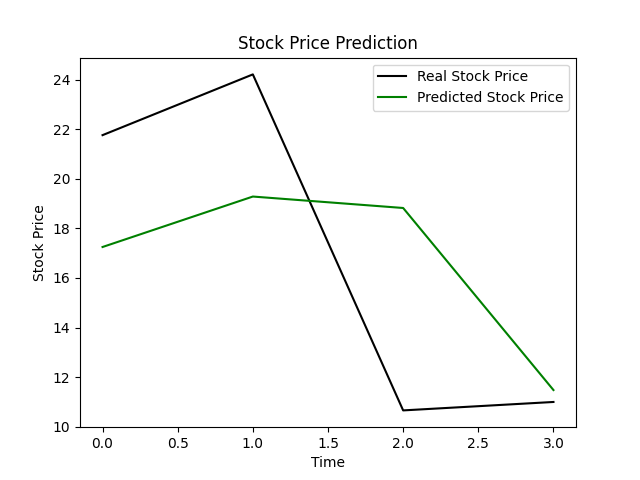 Stock Price Prediction
Real Stock Price
Predicted Stock Price
Stock Price
24
22
20
18
16
14
12
10
0.0 0.5 1.0 1.5 2.0 2.5 3.0
Time